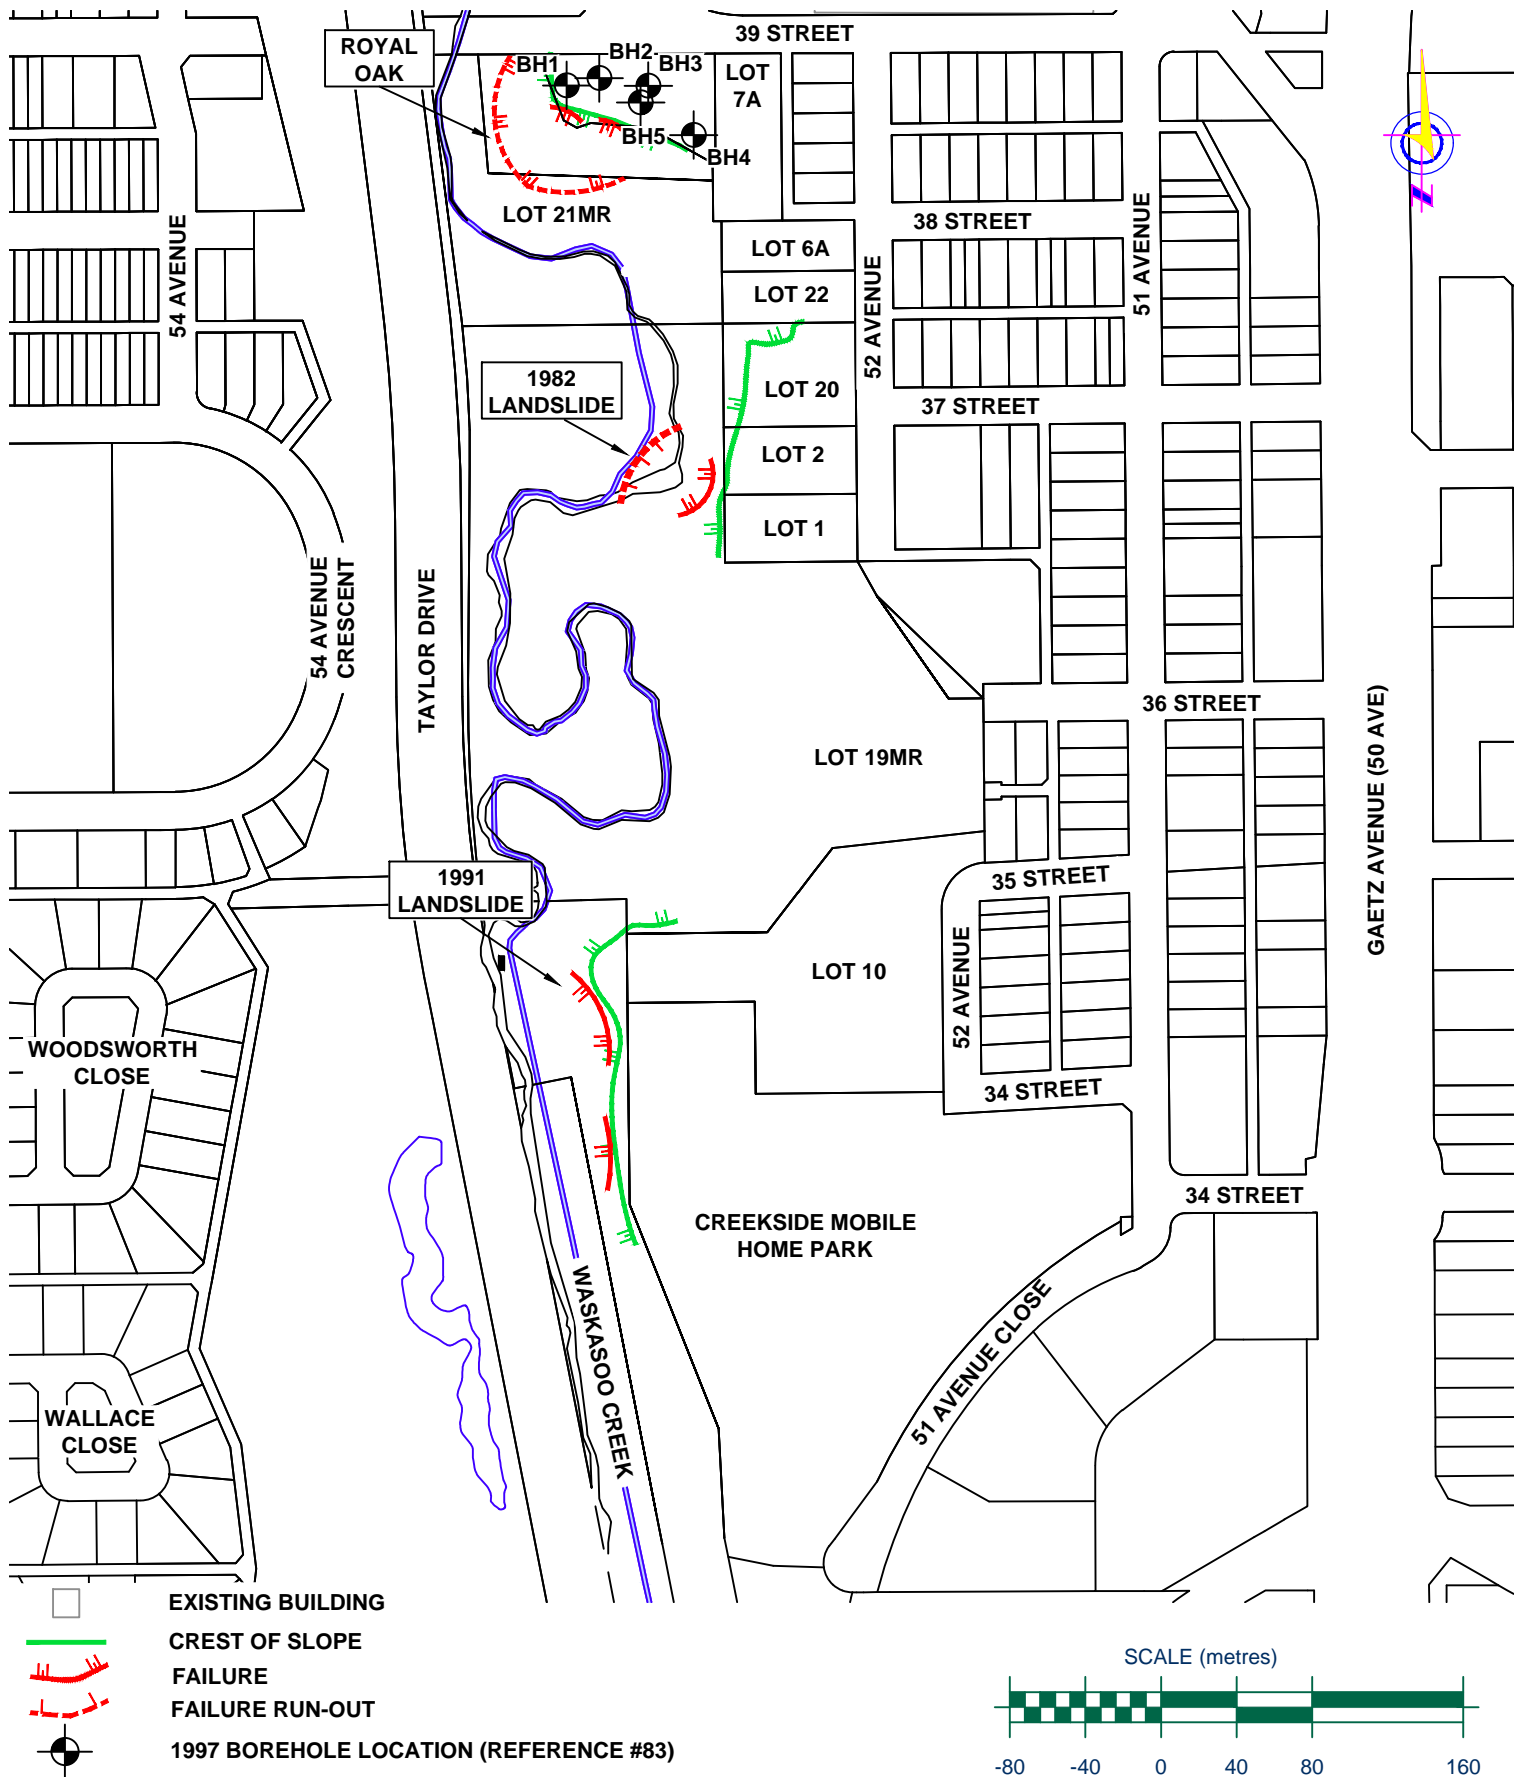 39 STREET
ROYAL
OAK
BH1
BH2
BH3
LOT
7A
BH5
BH4
LOT 21MR
38 STREET
54 AVENUE
LOT 6A
51 AVENUE
52 AVENUE
LOT 22
1982
LANDSLIDE
LOT 20
37 STREET
LOT 2
LOT 1
54 AVENUE
CRESCENT
TAYLOR DRIVE
36 STREET
GAETZ AVENUE (50 AVE)
LOT 19MR
1991
LANDSLIDE
35 STREET
LOT 10
52 AVENUE
WOODSWORTH
CLOSE
34 STREET
34 STREET
CREEKSIDE MOBILE
HOME PARK
WASKASOO CREEK
51 AVENUE CLOSE
WALLACE
CLOSE
N
EXISTING BUILDING
CREST OF SLOPE
FAILURE
FAILURE RUN-OUT
1997 BOREHOLE LOCATION (REFERENCE #83)
SCALE (metres)
-80 -40 0 40 80 160